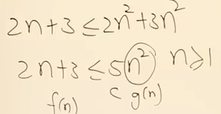 2n+3 ≤ 2n²+3n²
2n+3 ≤ 5n² n≥1
f(n) c g(n)